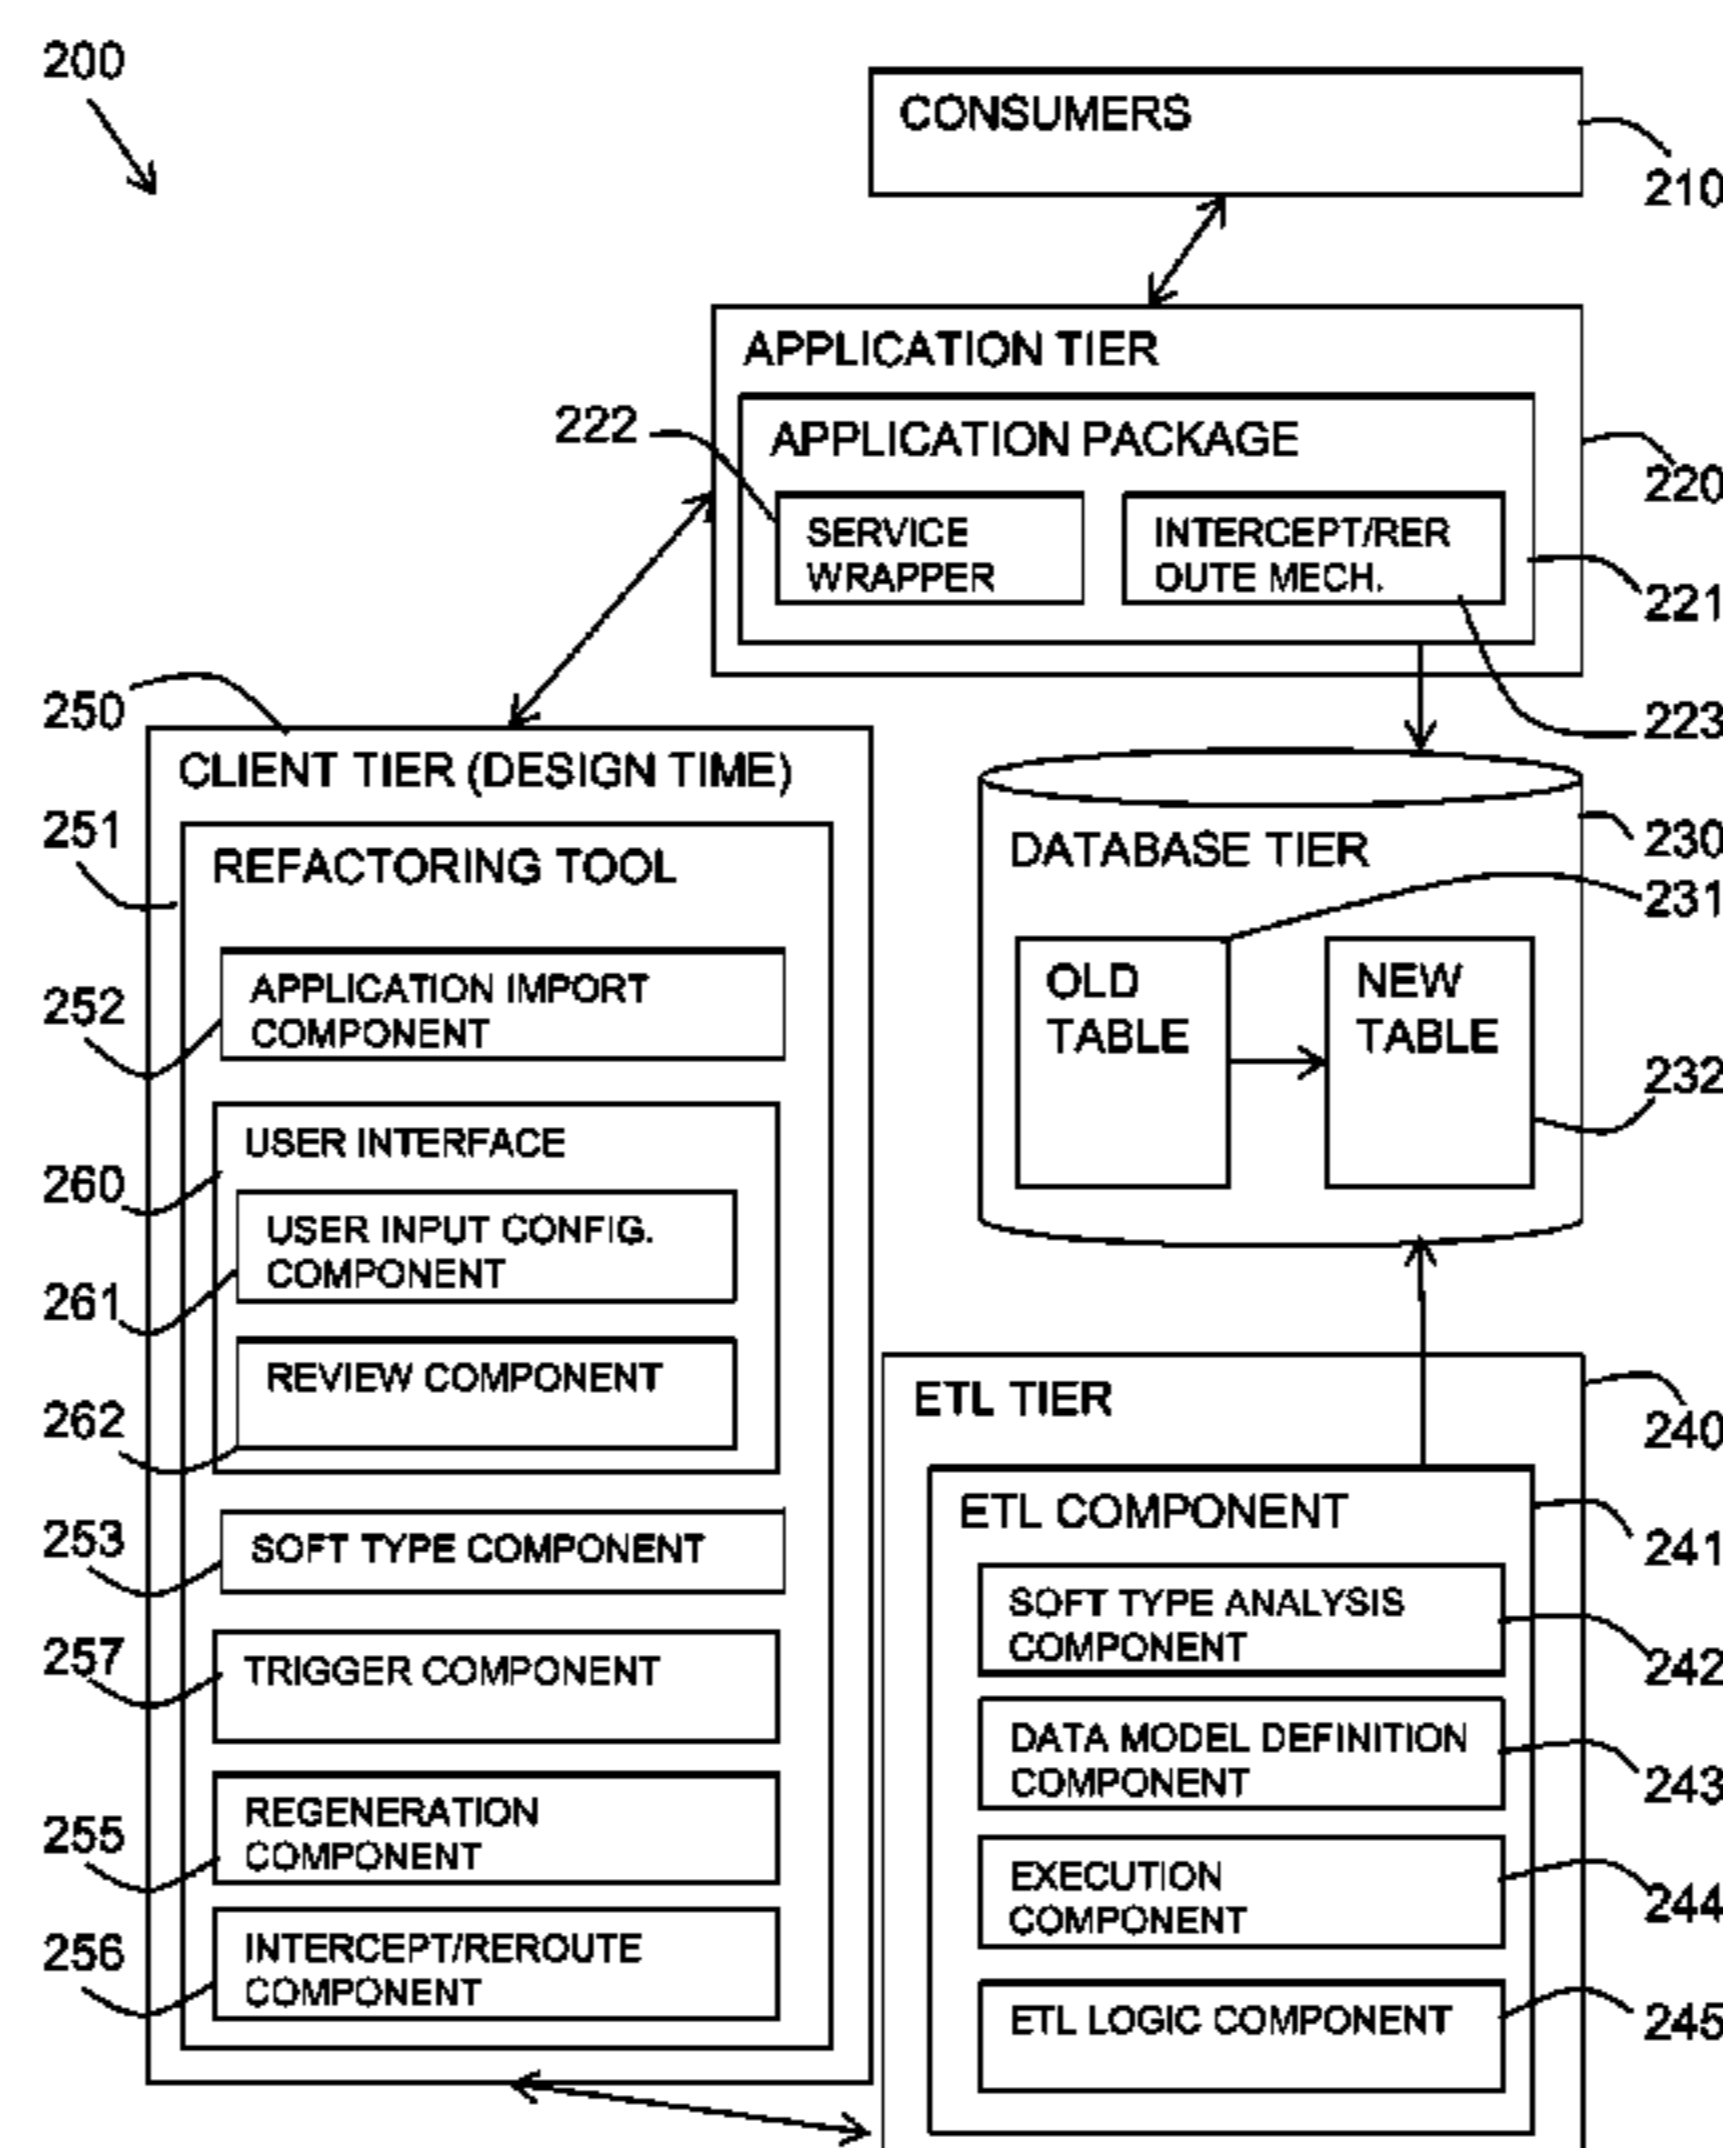 200
CONSUMERS
210
APPLICATION TIER
222
APPLICATION PACKAGE
220
SERVICE
WRAPPER
INTERCEPT/RER
OUTE MECH.
221
223
250
CLIENT TIER (DESIGN TIME)
251
REFACTORING TOOL
252
APPLICATION IMPORT
COMPONENT
260
USER INTERFACE
261
USER INPUT CONFIG.
COMPONENT
262
REVIEW COMPONENT
253
SOFT TYPE COMPONENT
257
TRIGGER COMPONENT
255
REGENERATION
COMPONENT
256
INTERCEPT/REROUTE
COMPONENT
DATABASE TIER
230
231
OLD
TABLE
NEW
TABLE
232
ETL TIER
240
ETL COMPONENT
241
SOFT TYPE ANALYSIS
COMPONENT
242
DATA MODEL DEFINITION
COMPONENT
243
EXECUTION
COMPONENT
244
ETL LOGIC COMPONENT
245